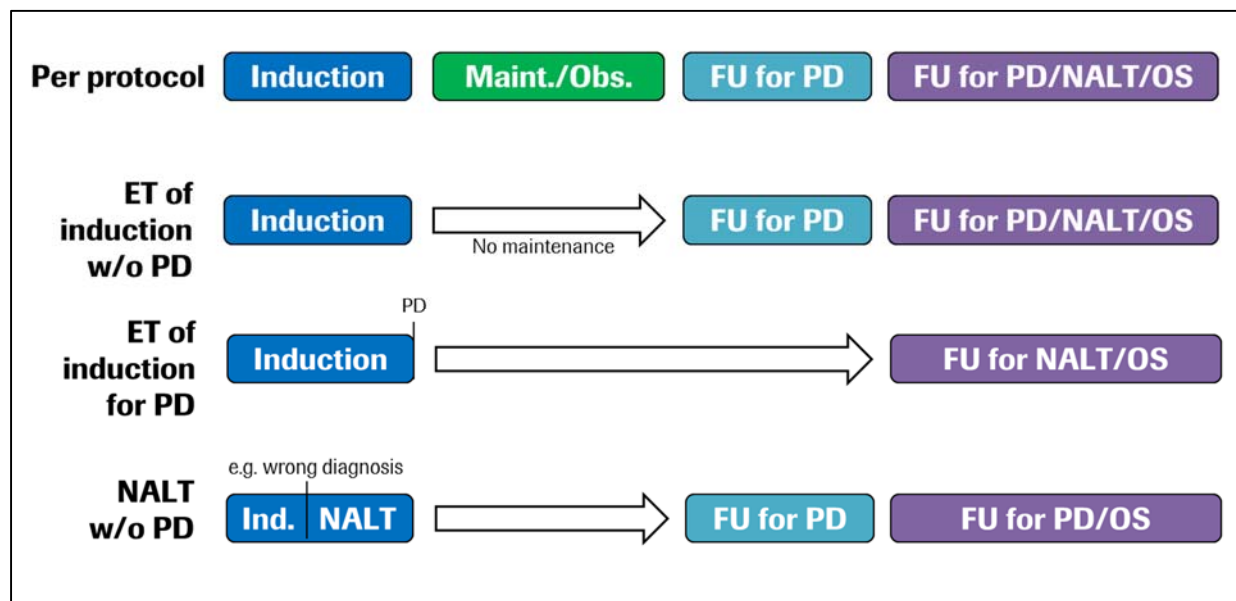 Per protocol Induction Maint./Obs. FU for PD FU for PD/NALT/OS
ET of
induction
w/o PD
Induction
No maintenance
FU for PD FU for PD/NALT/OS
ET of
induction
for PD
PD
Induction
FU for NALT/OS
NALT
w/o PD
e.g. wrong diagnosis
Ind. NALT
FU for PD FU for PD/OS